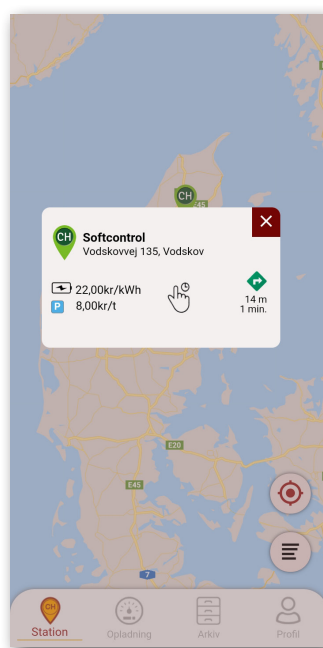 CH
E45
CH
Softcontrol
Vodskovvej 135, Vodskov
22,00kr/kWh
P 8,00kr/t
14 m
1 min.
E20
E45
7
CH
Station
Opladning
Arkiv
Profil